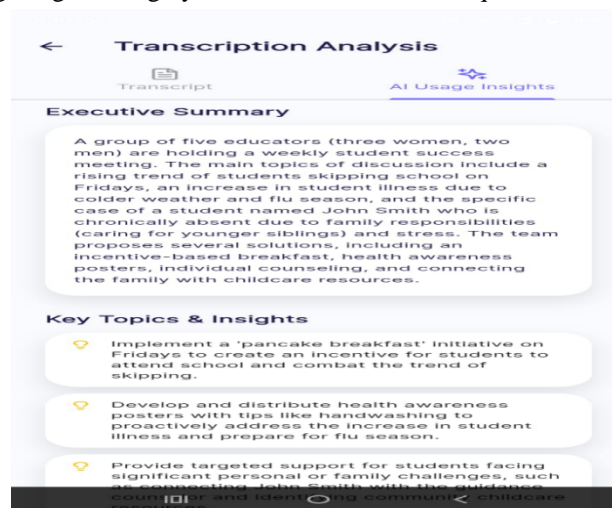 Transcription Analysis
Transcript
AI Usage Insights
Executive Summary
A group of five educators (three women, two
men) are holding a weekly student success
meeting. The main topics of discussion include a
rising trend of students skipping school on
Fridays, an increase in student illness due to
colder weather and flu season, and the specific
case of a student named John Smith who is
chronically absent due to family responsibilities
(caring for younger siblings) and stress. The team
proposes several solutions, including an
incentive-based breakfast, health awareness
posters, individual counseling, and connecting
the family with childcare resources.
Key Topics & Insights
Implement a 'pancake breakfast' initiative on
Fridays to create an incentive for students to
attend school and combat the trend of
skipping.
Develop and distribute health awareness
posters with tips like handwashing to
proactively address the increase in student
illness and prepare for flu season.
Provide targeted support for students facing
significant personal or family challenges, such
as connecting John Smith with the guidance